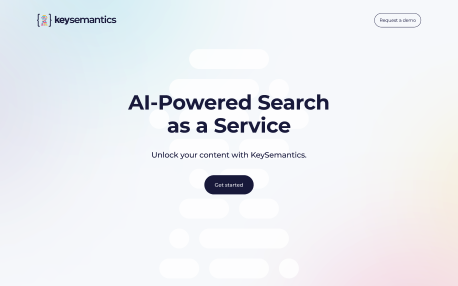 keysemantics
Request a demo
AI-Powered Search
as a Service
Unlock your content with KeySemantics.
Get started